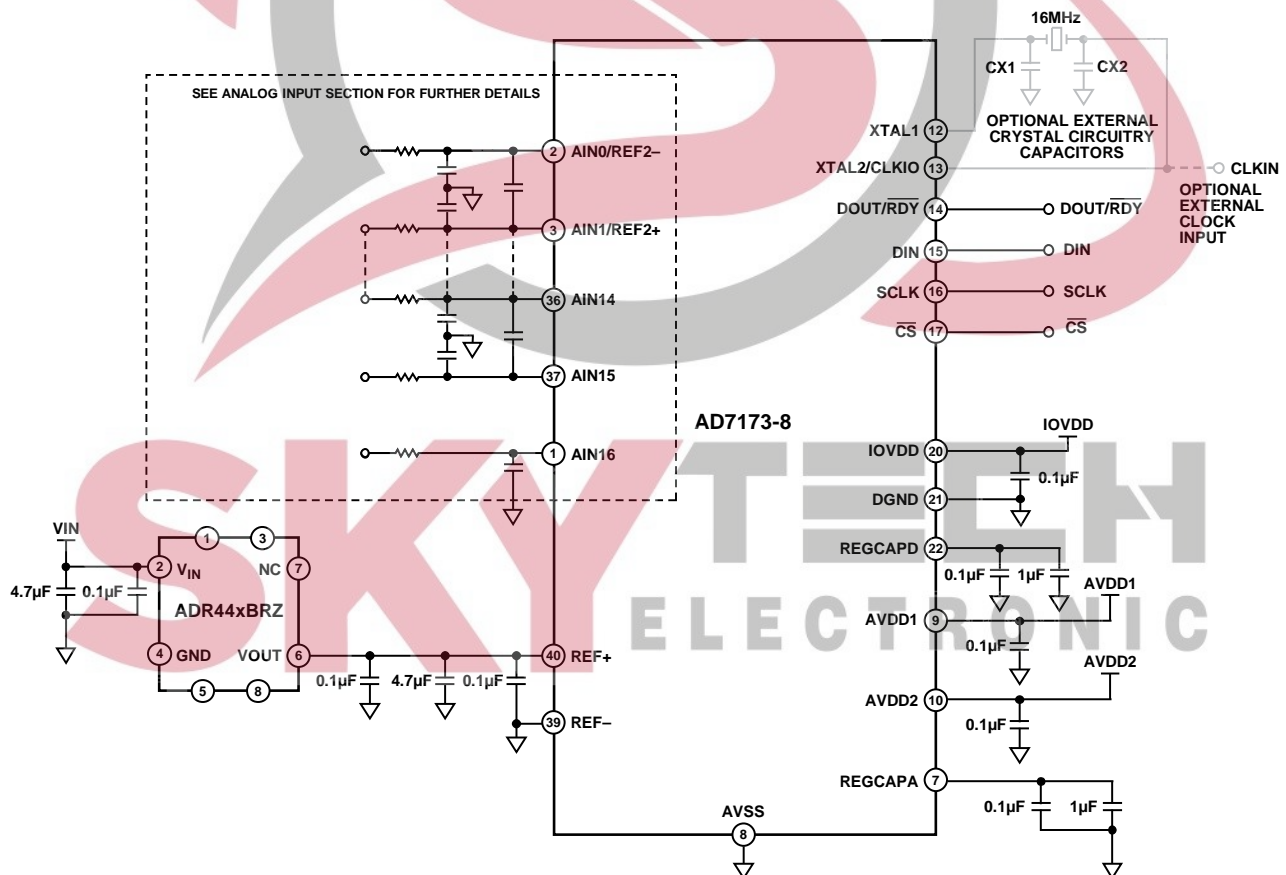 16MHz
CX1
CX2
OPTIONAL EXTERNAL
CRYSTAL CIRCUITRY
CAPACITORS
SEE ANALOG INPUT SECTION FOR FURTHER DETAILS
XTAL1
12
XTAL2/CLKIO
13
CLKIN
OPTIONAL
EXTERNAL
CLOCK
INPUT
2
AIN0/REF2–
DOUT/RDY
14
DOUT/RDY
3
AIN1/REF2+
DIN
15
DIN
36
AIN14
SCLK
16
SCLK
CS
17
CS
37
AIN15
AD7173-8
1
AIN16
IOVDD
20
IOVDD
0.1µF
DGND
21
REGCAPD
22
0.1µF
1µF
AVDD1
AVDD1
9
0.1µF
VIN
1
3
2
VIN
NC
7
4.7µF
0.1µF
ADR44xBRZ
4
GND
VOUT
6
5
8
0.1µF
4.7µF
0.1µF
40
REF+
39
REF–
AVDD2
AVDD2
10
0.1µF
REGCAPA
7
0.1µF
1µF
AVSS
8
SKYTECH
ELECTRONIC